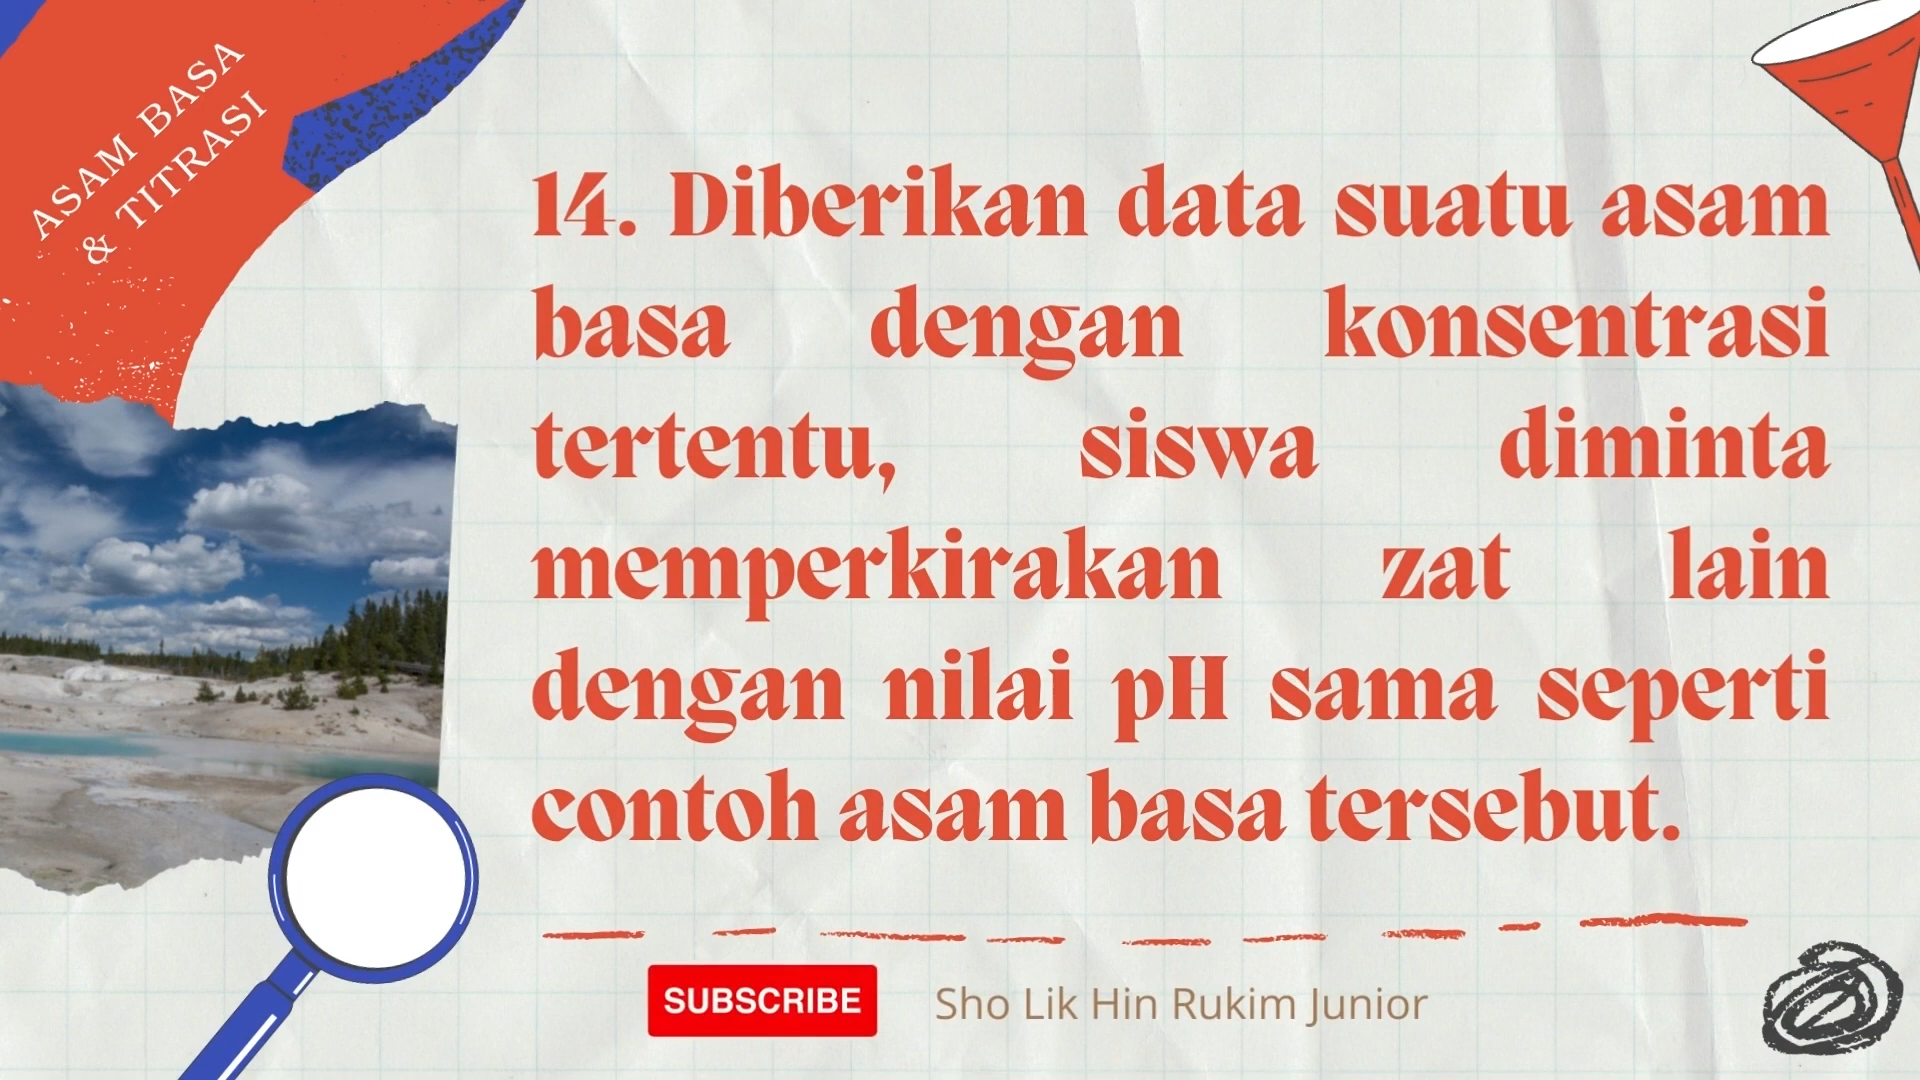 ASAM BASA
& TITRASI
14. Diberikan data suatu asam
basa dengan konsentrasi
tertentu, siswa diminta
memperkirakan zat lain
dengan nilai pH sama seperti
contoh asam basa tersebut.
SUBSCRIBE
Sho Lik Hin Rukim Junior